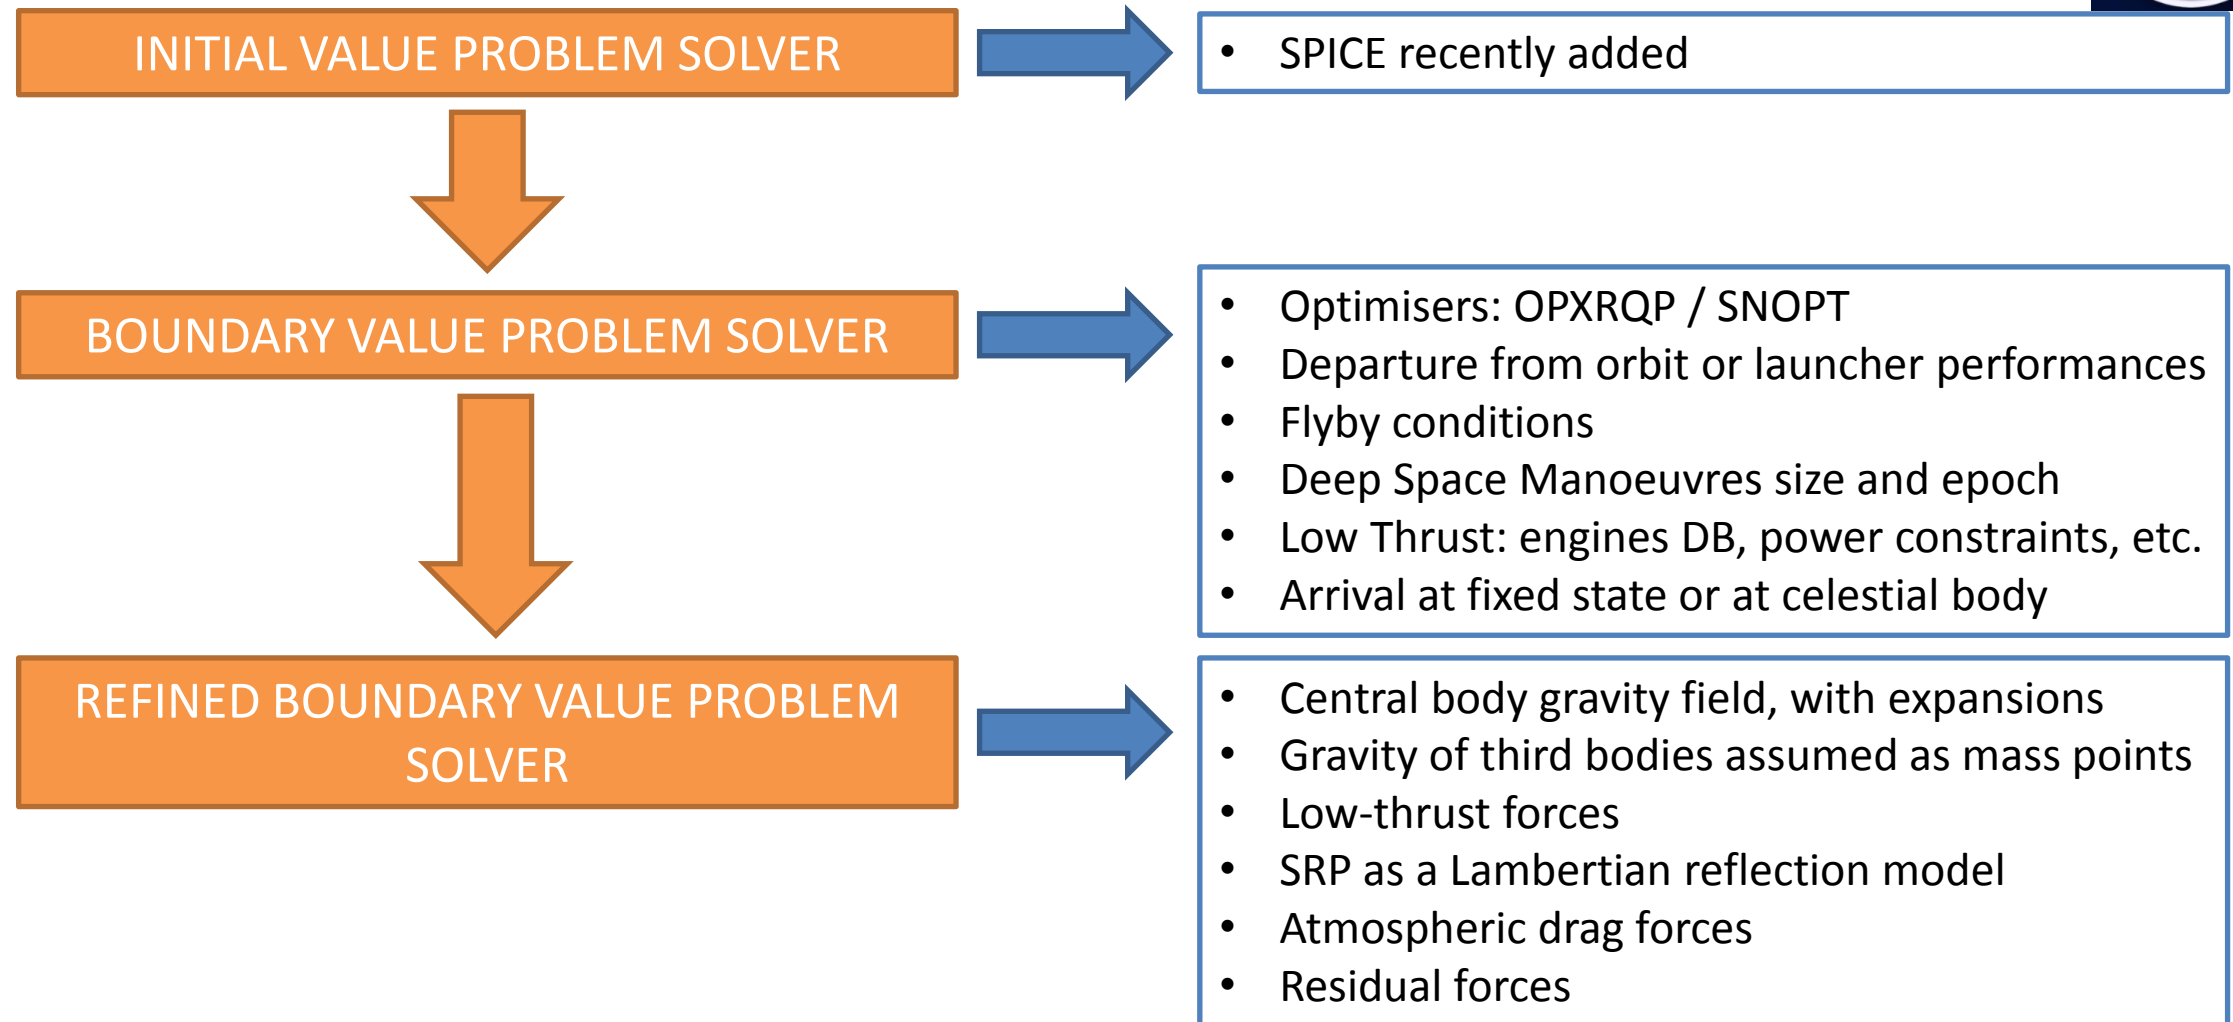 INITIAL VALUE PROBLEM SOLVER
• SPICE recently added
BOUNDARY VALUE PROBLEM SOLVER
• Optimisers: OPXRQP / SNOPT
• Departure from orbit or launcher performances
• Flyby conditions
• Deep Space Manoeuvres size and epoch
• Low Thrust: engines DB, power constraints, etc.
• Arrival at fixed state or at celestial body
REFINED BOUNDARY VALUE PROBLEM
SOLVER
• Central body gravity field, with expansions
• Gravity of third bodies assumed as mass points
• Low-thrust forces
• SRP as a Lambertian reflection model
• Atmospheric drag forces
• Residual forces